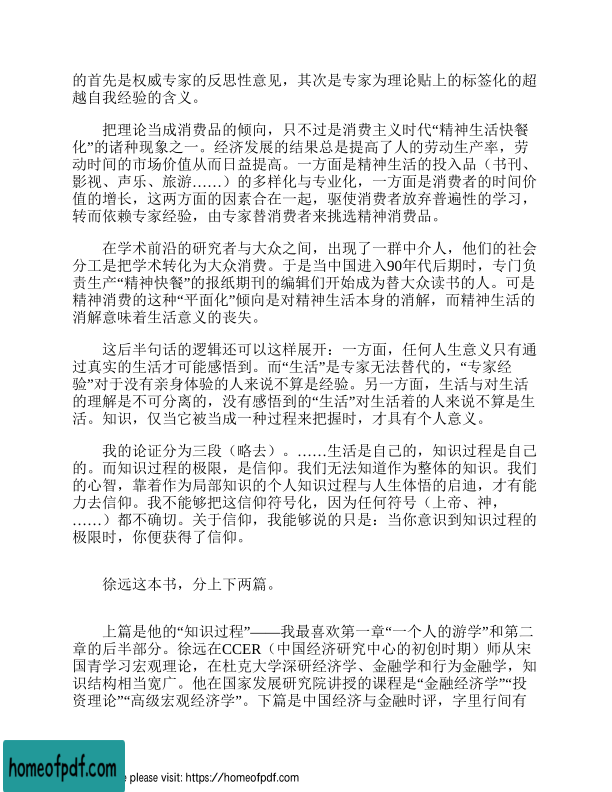 的首先是权威专家的反思性意见，其次是专家为理论贴上的标签化的超
越自我经验的含义。
把理论当成消费品的倾向，只不过是消费主义时代“精神生活快餐
化”的诸种现象之一。经济发展的结果总是提高了人的劳动生产率，劳
动时间的市场价值从而日益提高。一方面是精神生活的投入品（书刊、
影视、声乐、旅游……）的多样化与专业化，一方面是消费者的时间价
值的增长，这两方面的因素合在一起，驱使消费者放弃普遍性的学习，
转而依赖专家经验，由专家替消费者来挑选精神消费品。
在学术前沿的研究者与大众之间，出现了一群中介人，他们的社会
分工是把学术转化为大众消费。于是当中国进入90年代后期时，专门负
责生产“精神快餐”的报纸期刊的编辑们开始成为替大众读书的人。可是
精神消费的这种“平面化”倾向是对精神生活本身的消解，而精神生活的
消解意味着生活意义的丧失。
这后半句话的逻辑还可以这样展开：一方面，任何人生意义只有通
过真实的生活才可能感悟到。而“生活”是专家无法替代的，“专家经
验”对于没有亲身体验的人来说不算是经验。另一方面，生活与对生活
的理解是不可分离的，没有感悟到的“生活”对生活着的人来说不算是生
活。知识，仅当它被当成一种过程来把握时，才具有个人意义。
我的论证分为三段（略去）。……生活是自己的，知识过程是自己
的。而知识过程的极限，是信仰。我们无法知道作为整体的知识。我们
的心智，靠着作为局部知识的个人知识过程与人生体悟的启迪，才有能
力去信仰。我不能够把这信仰符号化，因为任何符号（上帝、神，
……）都不确切。关于信仰，我能够说的只是：当你意识到知识过程的
极限时，你便获得了信仰。
徐远这本书，分上下两篇。
上篇是他的“知识过程”——我最喜欢第一章“一个人的游学”和第二
章的后半部分。徐远在CCER（中国经济研究中心的初创时期）师从宋
国青学习宏观理论，在杜克大学深研经济学、金融学和行为金融学，知
识结构相当宽广。他在国家发展研究院讲授的课程是“金融经济学”“投
资理论”“高级宏观经济学”。下篇是中国经济与金融时评，字里行间有
homeofpdf.com
e please visit: https://homeofpdf.com